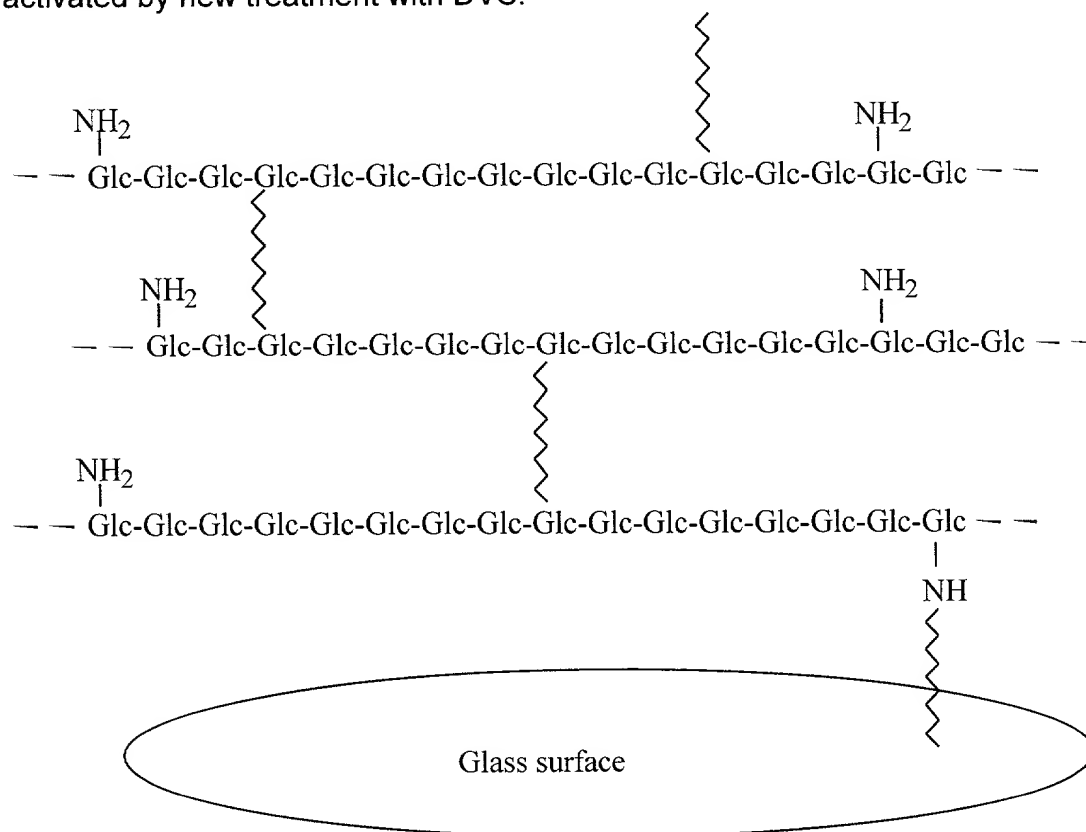 activated by new treatment with
NH2 NH2
— — Glc-Glc-Glc-Glc-Glc-Glc-Glc-Glc-Glc-Glc-Glc-Glc-Glc-Glc-Glc-Glc — —
NH2 NH2
— — Glc-Glc-Glc-Glc-Glc-Glc-Glc-Glc-Glc-Glc-Glc-Glc-Glc-Glc-Glc-Glc — —
NH2
— — Glc-Glc-Glc-Glc-Glc-Glc-Glc-Glc-Glc-Glc-Glc-Glc-Glc-Glc-Glc-Glc — —
NH
Glass surface